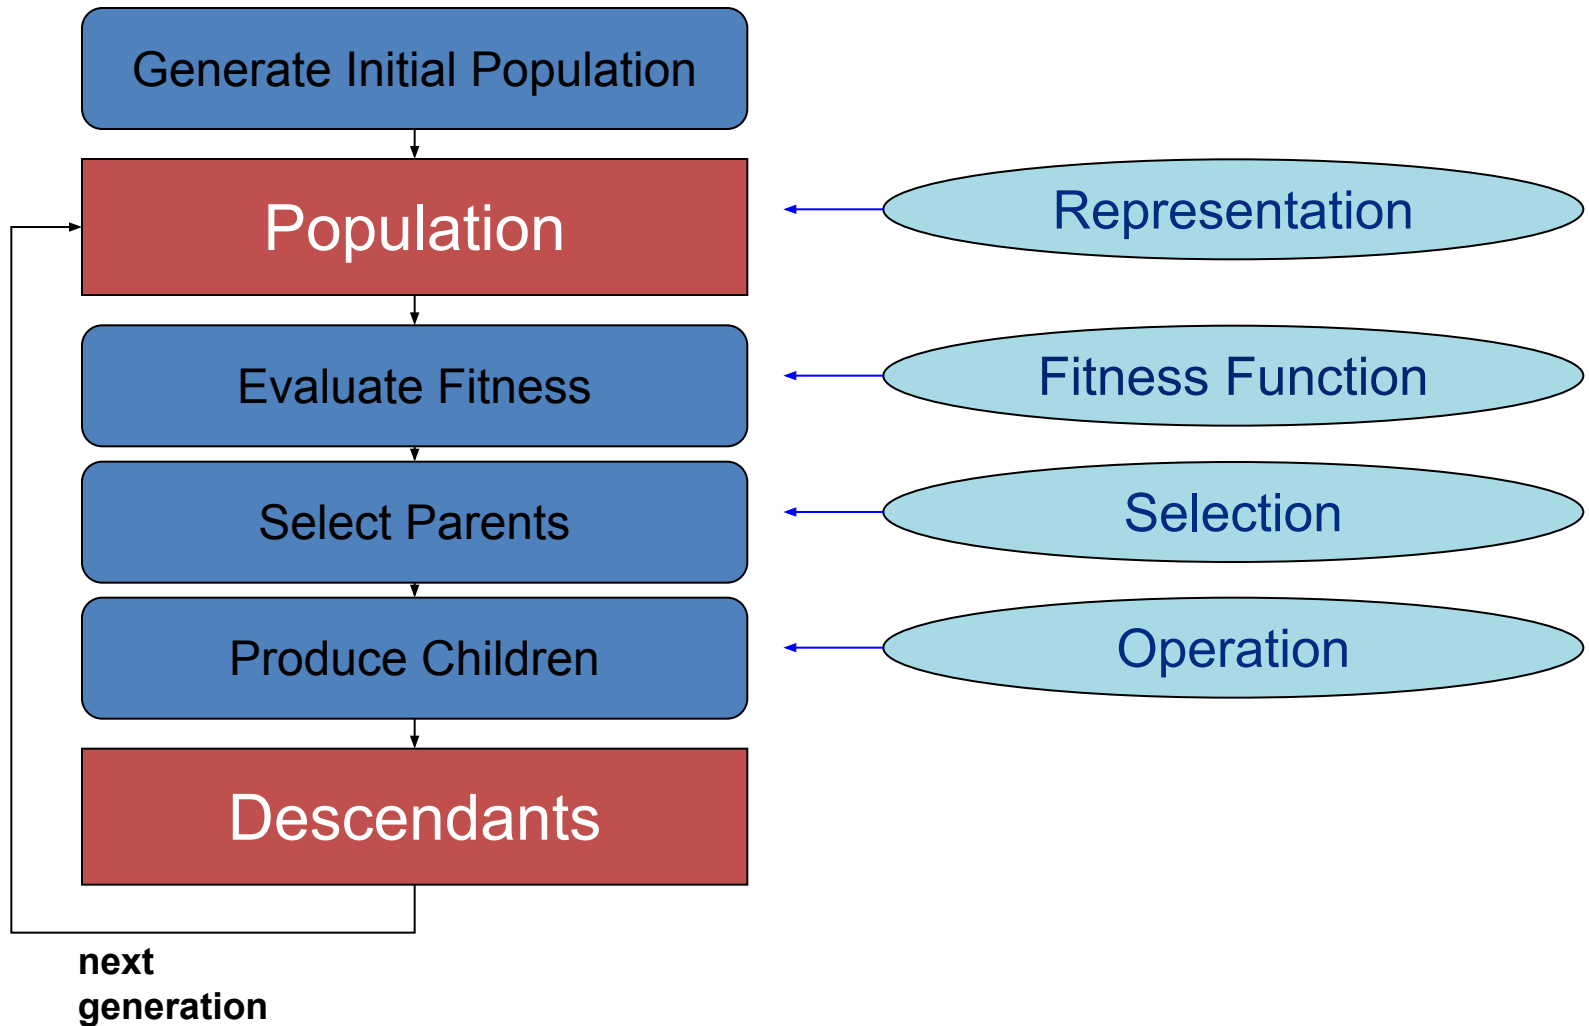 Generate Initial Population
Population
Representation
Evaluate Fitness
Fitness Function
Select Parents
Selection
Produce Children
Operation
Descendants
next
generation